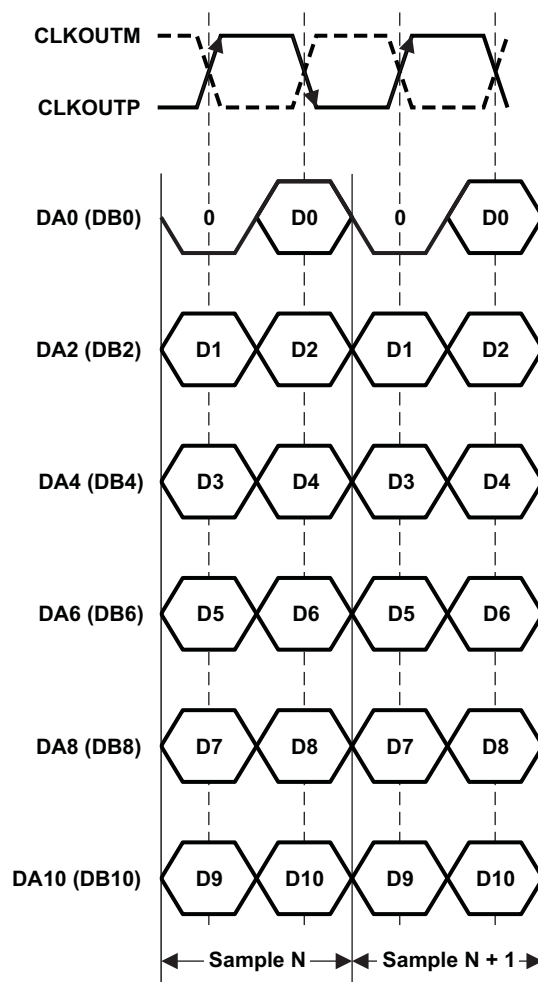 CLKOUTM
CLKOUTP
DA0 (DB0) 0 D0 0 D0
DA2 (DB2) D1 D2 D1 D2
DA4 (DB4) D3 D4 D3 D4
DA6 (DB6) D5 D6 D5 D6
DA8 (DB8) D7 D8 D7 D8
DA10 (DB10) D9 D10 D9 D10
Sample N Sample N + 1